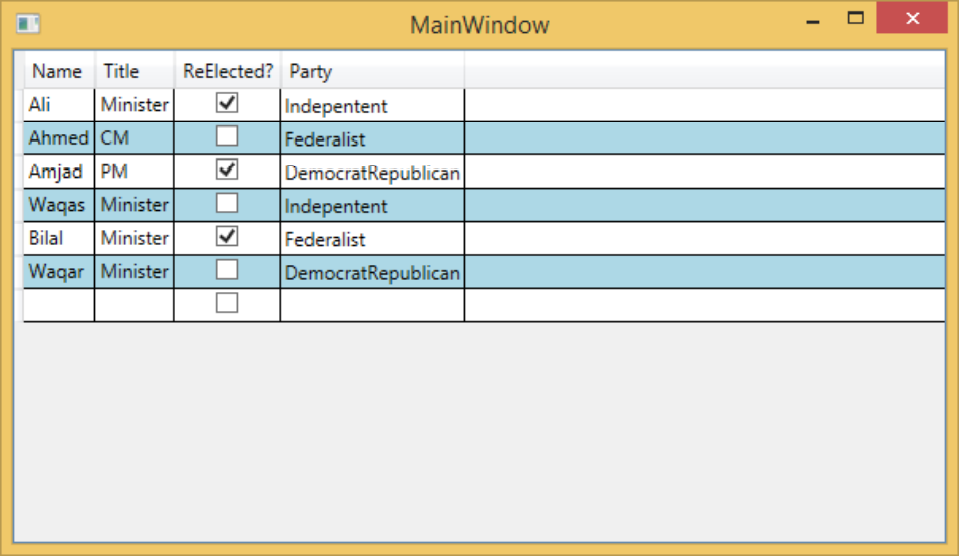 MainWindow
Name Title ReElected? Party
Ali Minister Indepentent
Ahmed CM Federalist
Amjad PM DemocratRepublican
Waqas Minister Indepentent
Bilal Minister Federalist
Waqar Minister DemocratRepublican